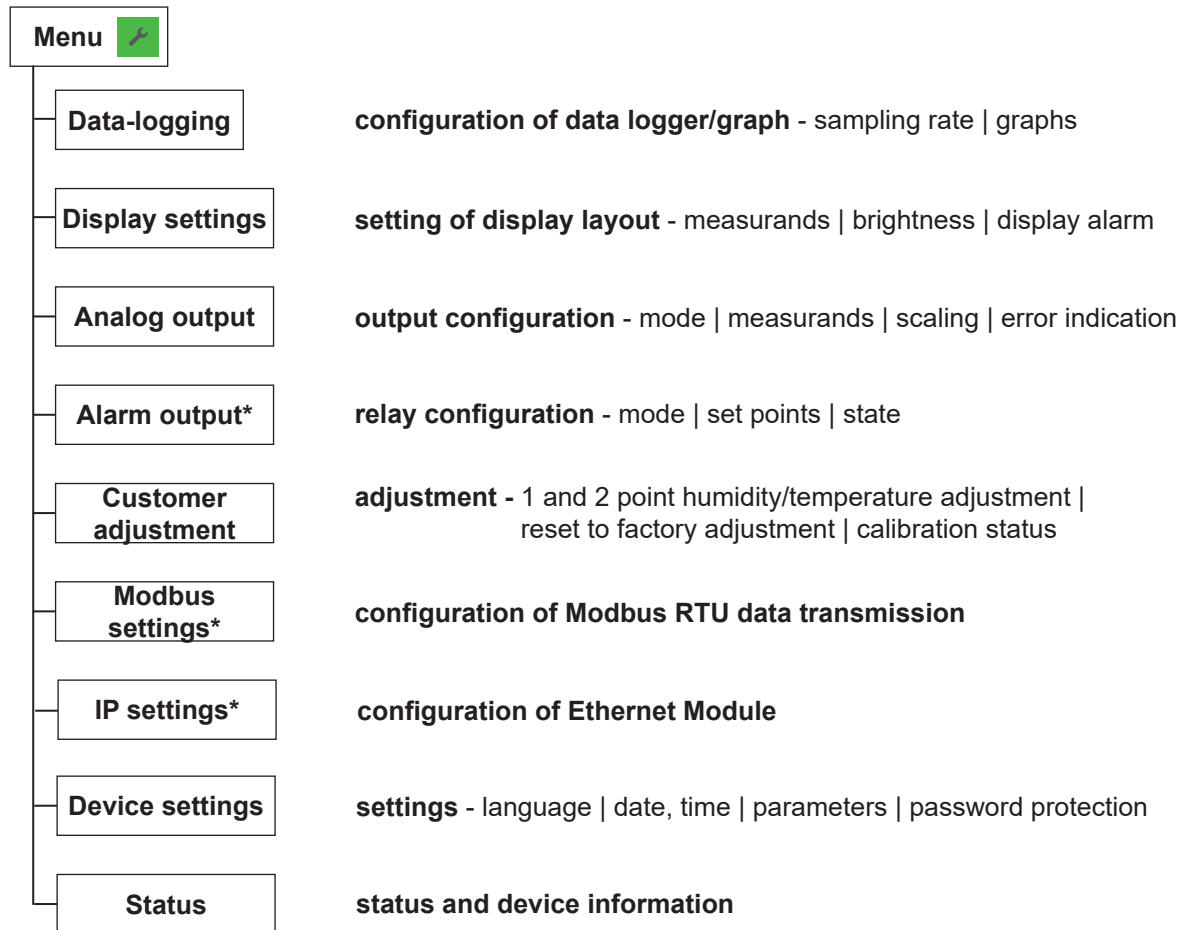 Menu
Data-logging
configuration of data logger/graph - sampling rate | graphs
Display settings
setting of display layout - measurands | brightness | display alarm
Analog output
output configuration - mode | measurands | scaling | error indication
Alarm output*
relay configuration - mode | set points | state
Customer
adjustment
adjustment - 1 and 2 point humidity/temperature adjustment |
reset to factory adjustment | calibration status
Modbus
settings*
configuration of Modbus RTU data transmission
IP settings*
configuration of Ethernet Module
Device settings
settings - language | date, time | parameters | password protection
Status
status and device information